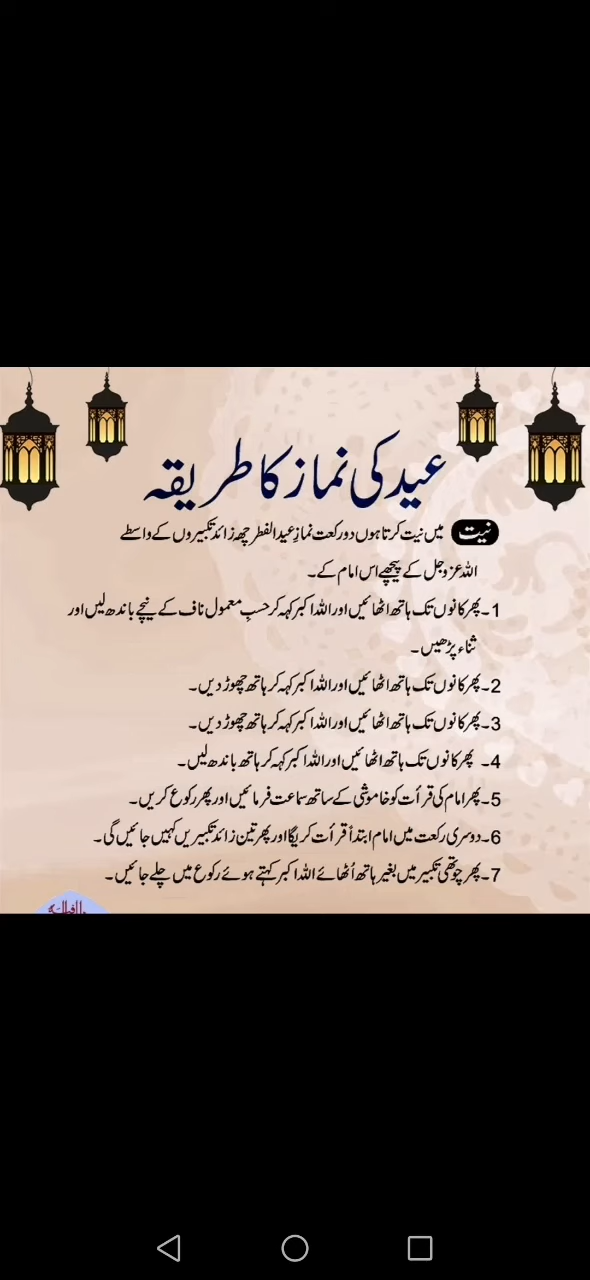 عید کی نماز کا طریقہ
نیت میں نیت کرتا ہوں دو رکعت نمازِ عید الفطر چھ زائد تکبیروں کے واسطے
اللہ عزوجل کے پیچھے اس امام کے۔
1۔ پھر کانوں تک ہاتھ اٹھائیں اور اللہ اکبر کہہ کر حسبِ معمول ناف کے نیچے باندھ لیں اور
ثناء پڑھیں۔
2۔ پھر کانوں تک ہاتھ اٹھائیں اور اللہ اکبر کہہ کر ہاتھ چھوڑ دیں۔
3۔ پھر کانوں تک ہاتھ اٹھائیں اور اللہ اکبر کہہ کر ہاتھ چھوڑ دیں۔
4۔ پھر کانوں تک ہاتھ اٹھائیں اور اللہ اکبر کہہ کر ہاتھ باندھ لیں۔
5۔ پھر امام کی قرأت کو خاموشی کے ساتھ سماعت فرمائیں اور پھر رکوع کریں۔
6۔ دوسری رکعت میں امام ابتداً قرأت کریگا اور پھر تین زائد تکبیریں کہیں جائیں گی۔
7۔ پھر چوتھی تکبیر میں بغیر ہاتھ اُٹھائے اللہ اکبر کہتے ہوئے رکوع میں چلے جائیں۔